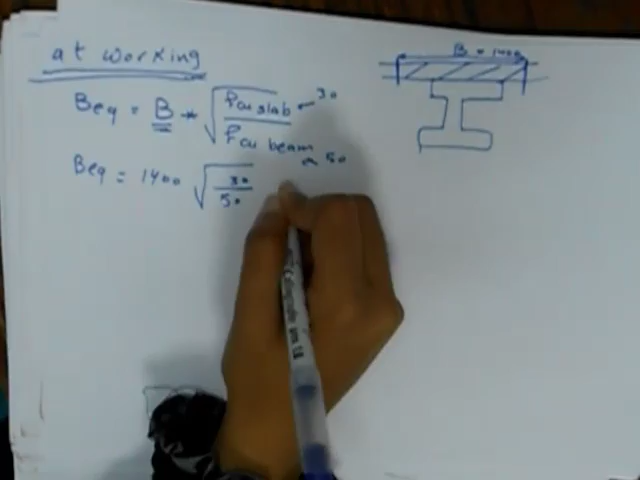 at working
Beq = B * √ Fcu slab / Fcu beam
30
50
Beq = 1400 √ 30 / 50
B = 1400